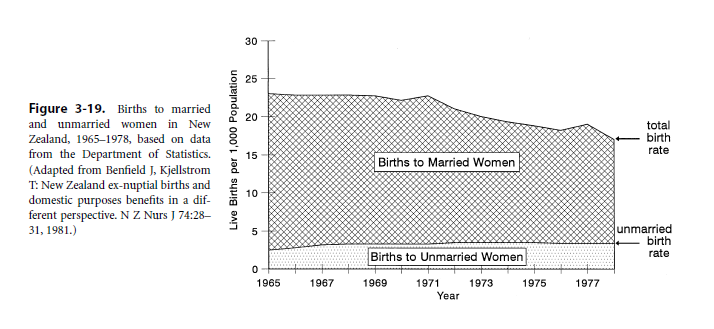 Figure 3-19. Births to married
and unmarried women in New
Zealand, 1965–1978, based on data
from the Department of Statistics.
(Adapted from Benfield J, Kjellstrom
T: New Zealand ex-nuptial births and
domestic purposes benefits in a dif-
ferent perspective. N Z Nurs J 74:28–
31, 1981.)
Live Births per 1,000 Population
30
25
20
15
10
5
0
Births to Married Women
Births to Unmarried Women
total
birth
rate
unmarried
birth
rate
1965 1967 1969 1971 1973 1975 1977
Year